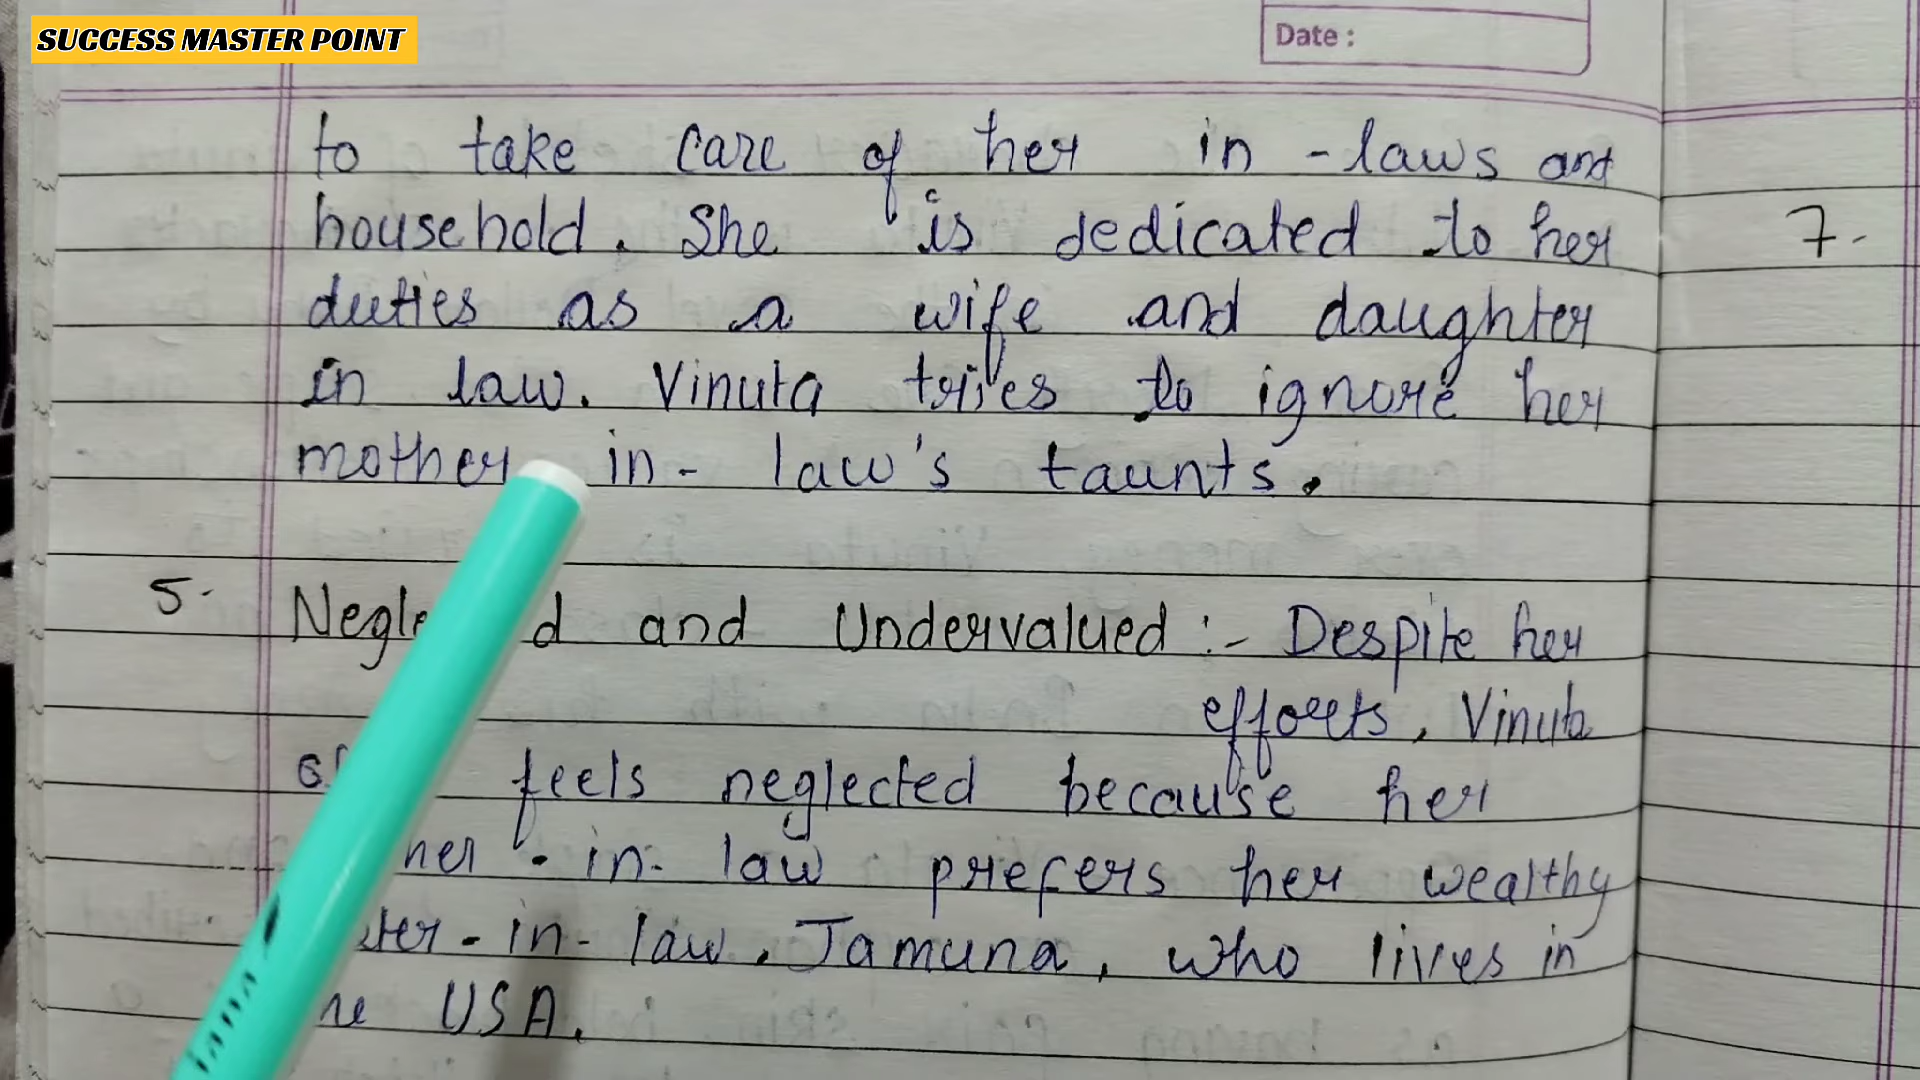 SUCCESS MASTER POINT
Date :
to take care of her in - laws and
household. She is dedicated to her
duties as a wife and daughter
in law. Vinuta tries to ignore her
mother in - law's taunts.
7.
5. and Undervalued :- Despite her
efforts, Vinuta
feels neglected because her
- in - law prefers her wealthy
- in - law, Jamuna, who lives in
USA.